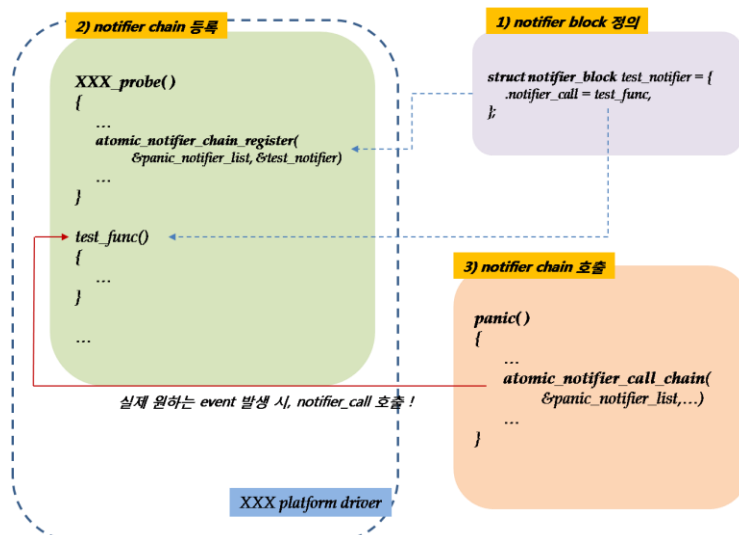 2) notifier chain 등록
XXX_probe()
{
...
atomic_notifier_chain_register(
&panic_notifier_list, &test_notifier)
...
}
test_func()
{
...
}
...
1) notifier block 정의
struct notifier_block test_notifier = {
.notifier_call = test_func,
};
3) notifier chain 호출
panic()
{
...
atomic_notifier_call_chain(
&panic_notifier_list,...)
...
}
실제 원하는 event 발생 시, notifier_call 호출 !
XXX platform driver